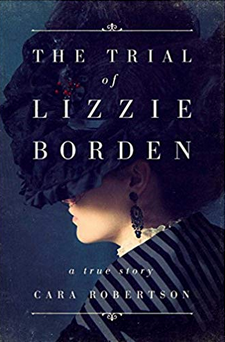 THE TRIAL
of
LIZZIE
BORDEN
a true story
CARA ROBERTSON